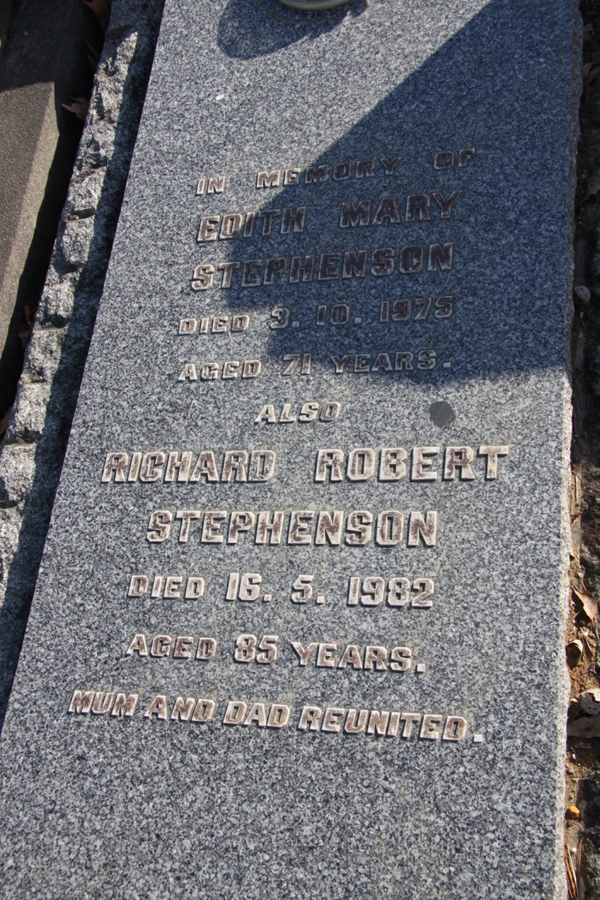 IN MEMORY OF
EDITH MARY
STEPHENSON
DIED 3. 10. 1975
AGED 71 YEARS.
ALSO
RICHARD ROBERT
STEPHENSON
DIED 16. 5. 1982
AGED 85 YEARS.
MUM AND DAD REUNITED.